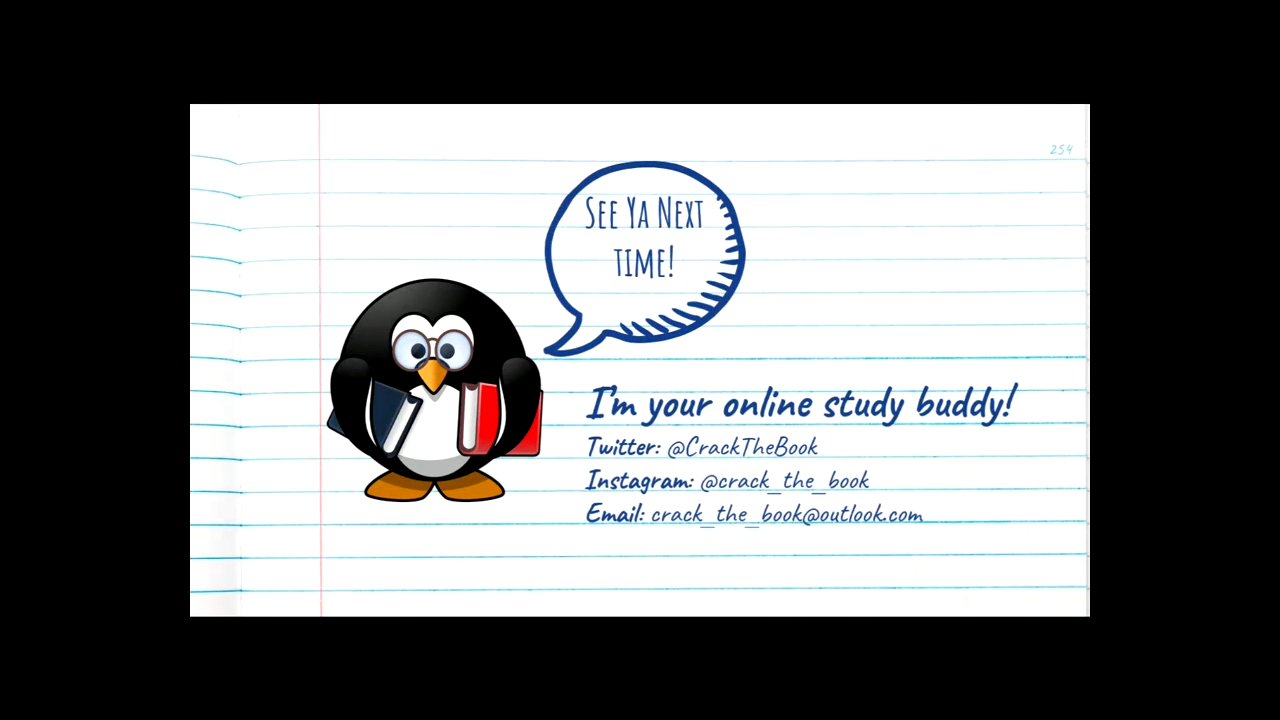 254
See Ya Next
time!
I'm your online study buddy!
Twitter: @CrackTheBook
Instagram: @crack_the_book
Email: crack_the_book@outlook.com